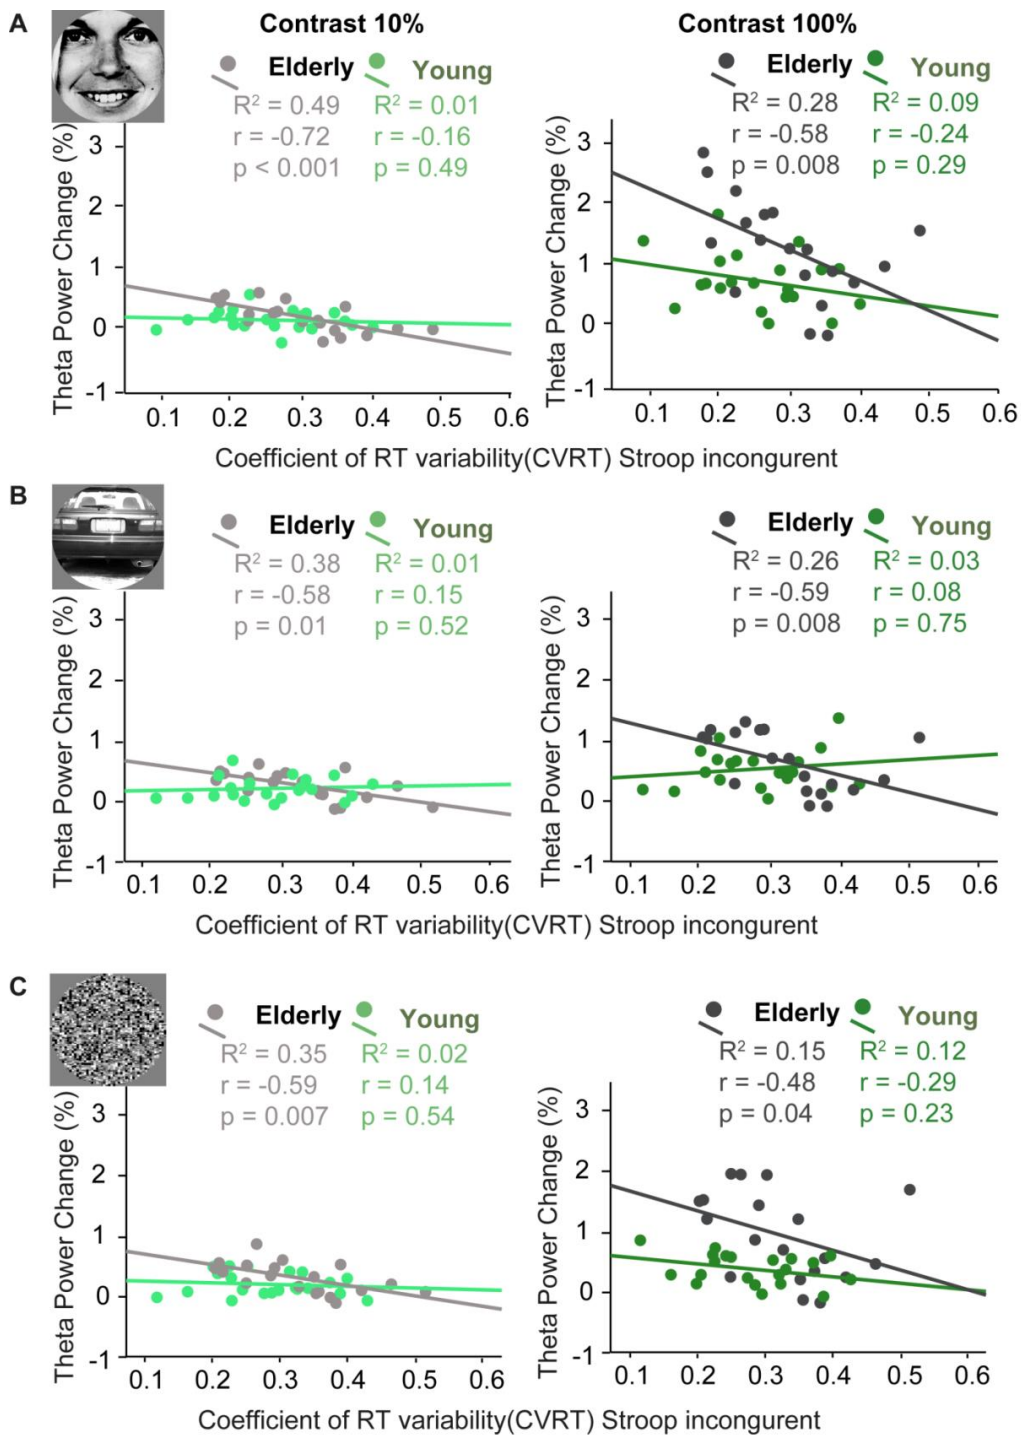 A
Contrast 10%
Contrast 100%
Elderly Young
R² = 0.49 R² = 0.01
r = -0.72 r = -0.16
p < 0.001 p = 0.49
Elderly Young
R² = 0.28 R² = 0.09
r = -0.58 r = -0.24
p = 0.008 p = 0.29
Theta Power Change (%)
3
2
1
0
-1
0.1 0.2 0.3 0.4 0.5 0.6
Theta Power Change (%)
3
2
1
0
-1
0.1 0.2 0.3 0.4 0.5 0.6
Coefficient of RT variability(CVRT) Stroop incongurent
B
Elderly Young
R² = 0.38 R² = 0.01
r = -0.58 r = 0.15
p = 0.01 p = 0.52
Elderly Young
R² = 0.26 R² = 0.03
r = -0.59 r = 0.08
p = 0.008 p = 0.75
Theta Power Change (%)
3
2
1
0
-1
0.1 0.2 0.3 0.4 0.5 0.6
Theta Power Change (%)
3
2
1
0
-1
0.1 0.2 0.3 0.4 0.5 0.6
Coefficient of RT variability(CVRT) Stroop incongurent
C
Elderly Young
R² = 0.35 R² = 0.02
r = -0.59 r = 0.14
p = 0.007 p = 0.54
Elderly Young
R² = 0.15 R² = 0.12
r = -0.48 r = -0.29
p = 0.04 p = 0.23
Theta Power Change (%)
3
2
1
0
-1
0.1 0.2 0.3 0.4 0.5 0.6
Theta Power Change (%)
3
2
1
0
-1
0.1 0.2 0.3 0.4 0.5 0.6
Coefficient of RT variability(CVRT) Stroop incongurent